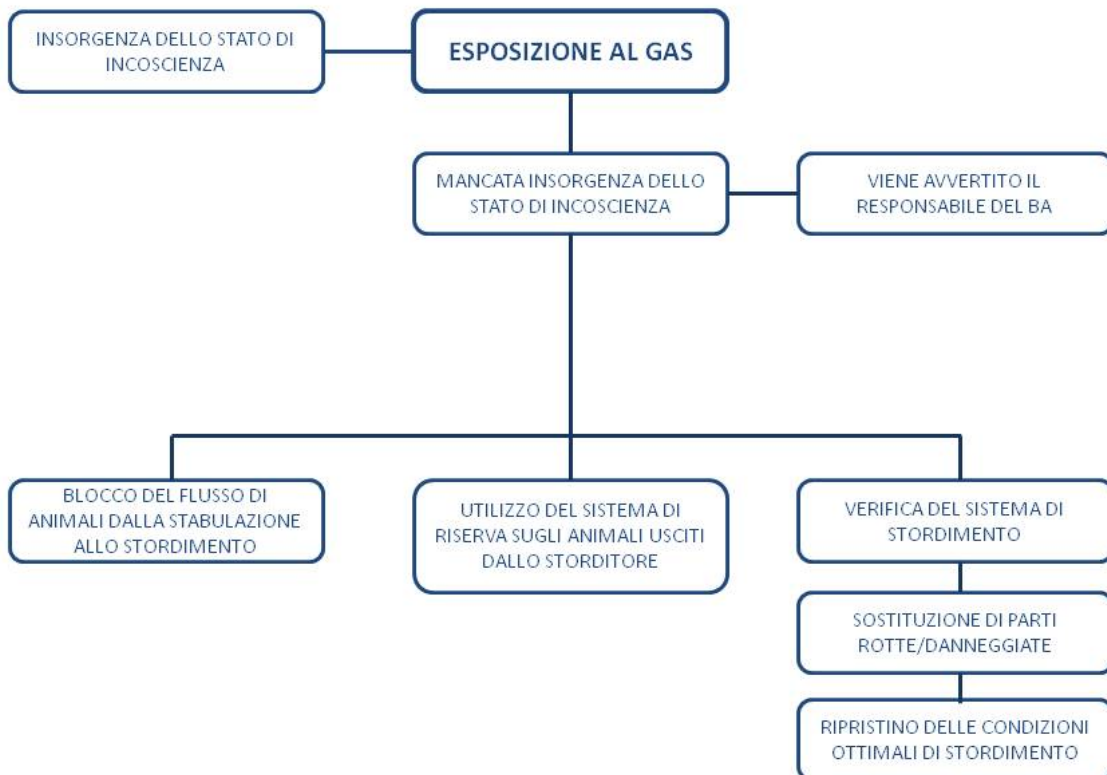 INSORGENZA DELLO STATO DI
INCOSCIENZA
ESPOSIZIONE AL GAS
MANCATA INSORGENZA DELLO
STATO DI INCOSCIENZA
VIENE AVVERTITO IL
RESPONSABILE DEL BA
BLOCCO DEL FLUSSO DI
ANIMALI DALLA STABULAZIONE
ALLO STORDIMENTO
UTILIZZO DEL SISTEMA DI
RISERVA SUGLI ANIMALI USCITI
DALLO STORDITORE
VERIFICA DEL SISTEMA DI
STORDIMENTO
SOSTITUZIONE DI PARTI
ROTTE/DANNEGGIATE
RIPRISTINO DELLE CONDIZIONI
OTTIMALI DI STORDIMENTO